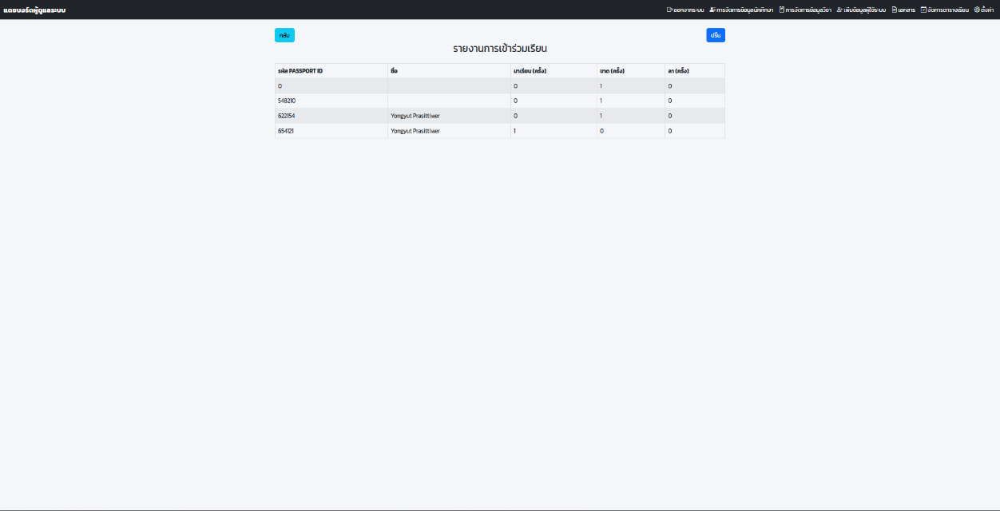 แดชบอร์ดผู้ดูแลระบบ
ออกจากระบบ การจัดการข้อมูลนักศึกษา การจัดการข้อมูลวิชา เพิ่มข้อมูลผู้ใช้ระบบ เอกสาร จัดการตารางเรียน ตั้งค่า
กลับ ปริ้น
รายงานการเข้าร่วมเรียน
รหัส PASSPORT ID ชื่อ มาเรียน (ครั้ง) ขาด (ครั้ง) ลา (ครั้ง)
0 0 1 0
548210 0 1 0
622154 Yongyut Prasittiwer 0 1 0
654121 Yongyut Prasittiwer 1 0 0